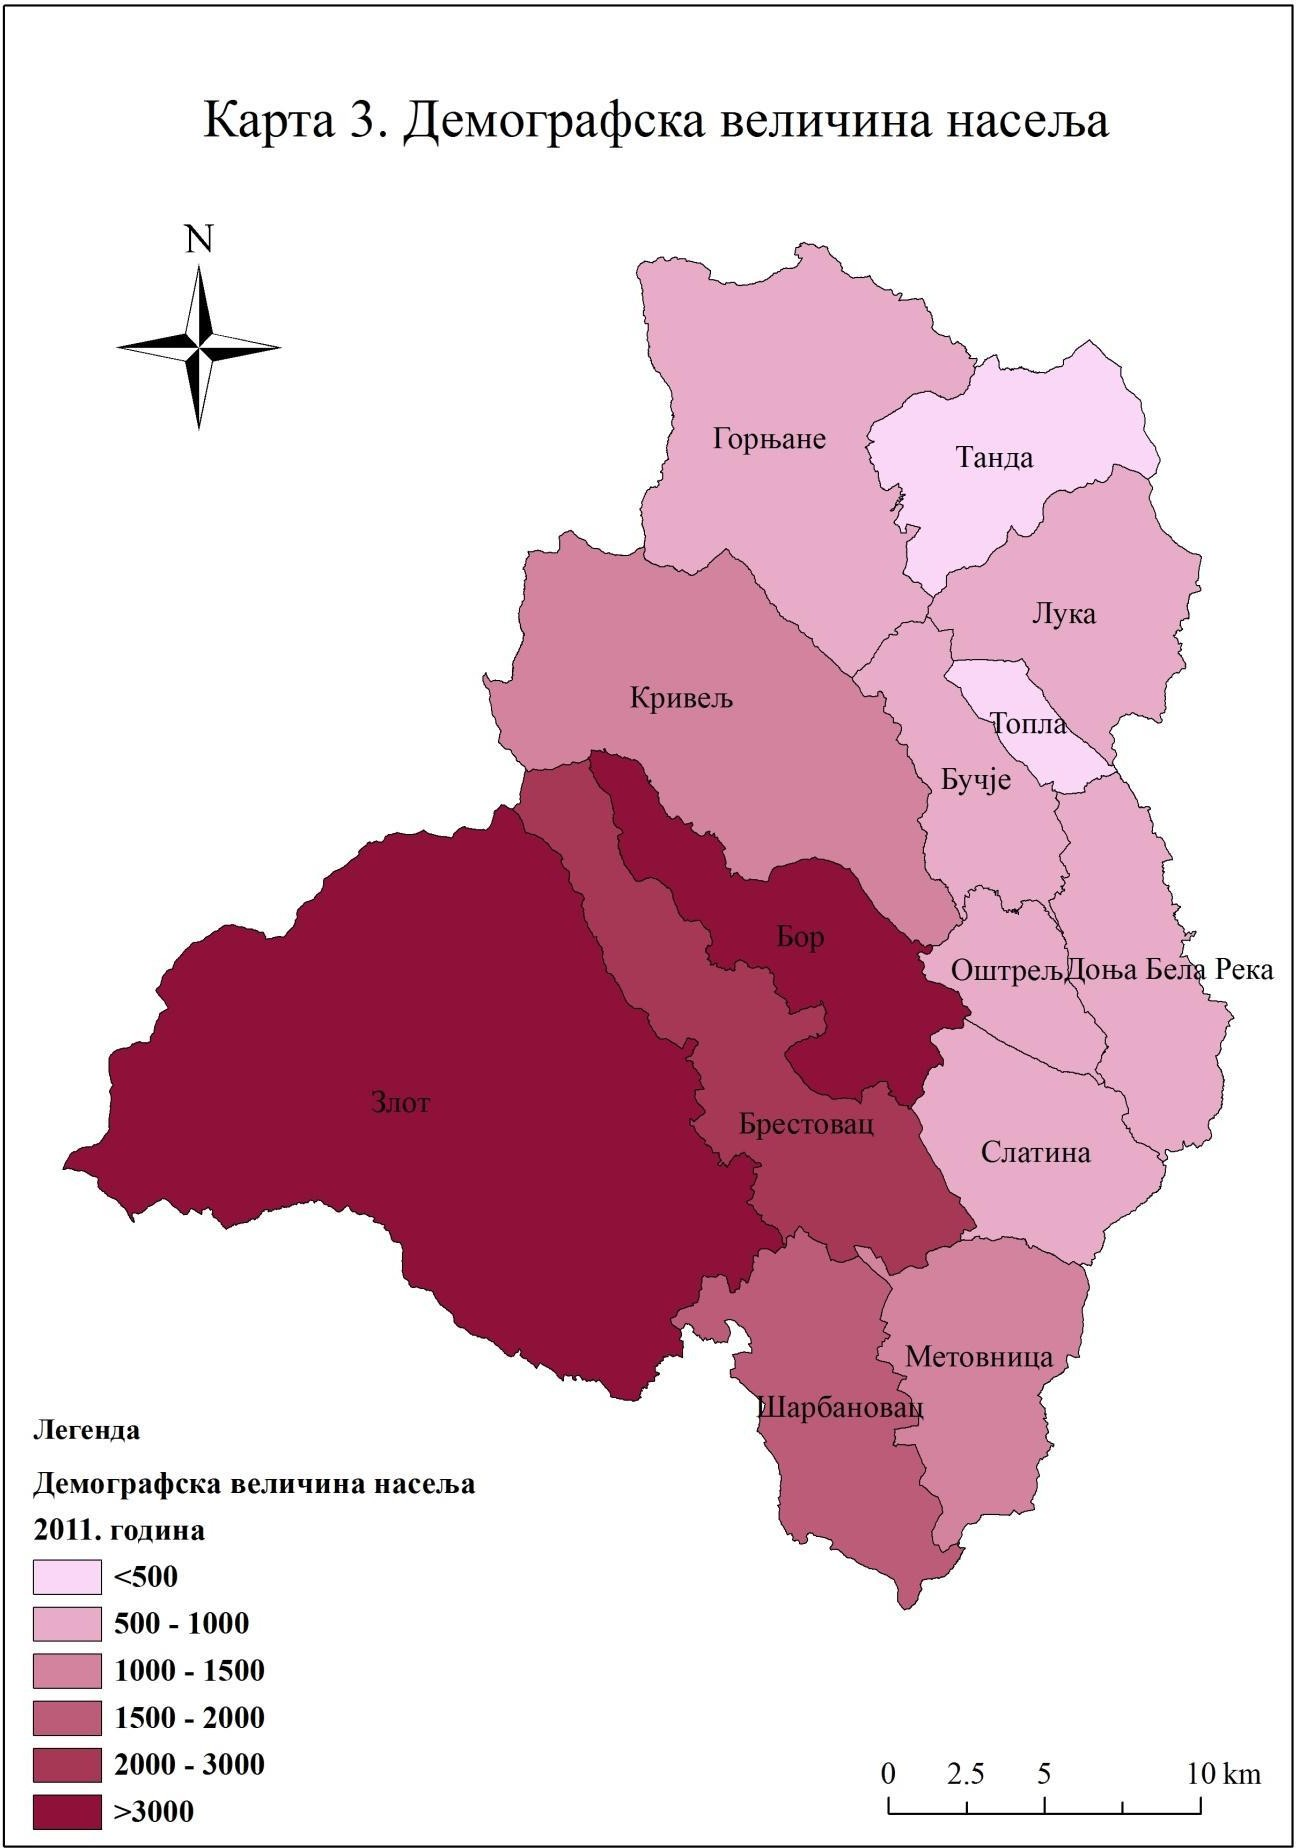 Карта 3. Демографска величина насеља
N
Горњане
Танда
Лука
Кривељ
Топла
Бучје
Бор
Оштрељ
Доња Бела Река
Злот
Брестовац
Слатина
Метовница
Шарбановац
Легенда
Демографска величина насеља
2011. година
<500
500 - 1000
1000 - 1500
1500 - 2000
2000 - 3000
>3000
0 2.5 5 10 km